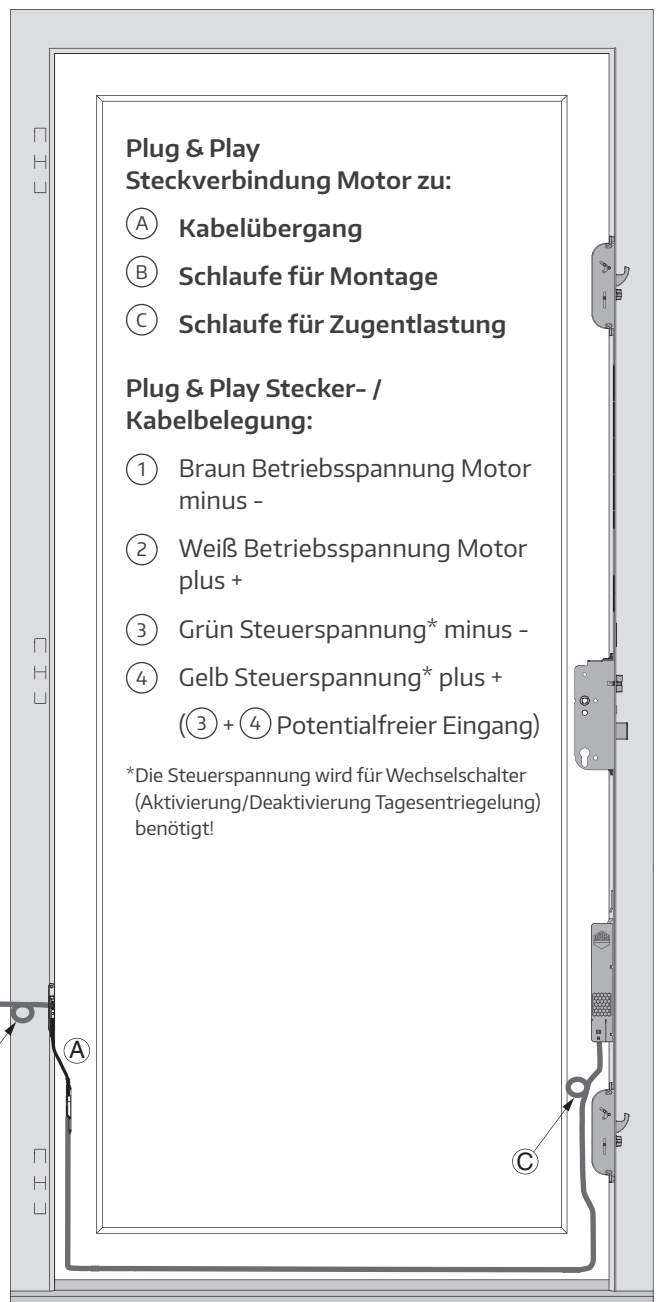 Plug & Play
Steckverbindung Motor zu:
A Kabelübergang
B Schlaufe für Montage
C Schlaufe für Zugentlastung
Plug & Play Stecker- /
Kabelbelegung:
1 Braun Betriebsspannung Motor
minus -
2 Weiß Betriebsspannung Motor
plus +
3 Grün Steuerspannung* minus -
4 Gelb Steuerspannung* plus +
(3 + 4 Potentialfreier Eingang)
*Die Steuerspannung wird für Wechselschalter
(Aktivierung/Deaktivierung Tagesentriegelung)
benötigt!
A
C